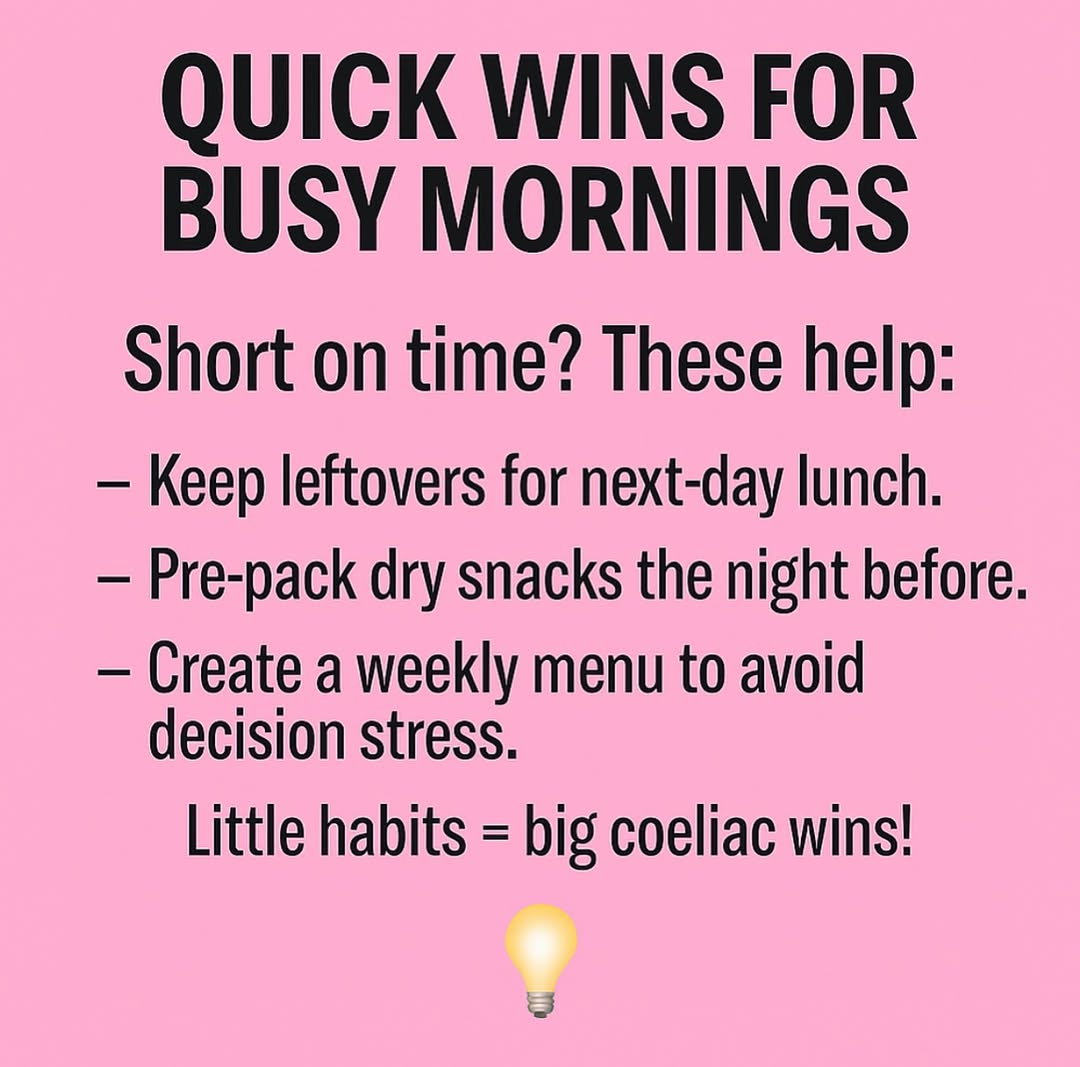 QUICK WINS FOR
BUSY MORNINGS
Short on time? These help:
– Keep leftovers for next-day lunch.
– Pre-pack dry snacks the night before.
– Create a weekly menu to avoid
decision stress.
Little habits = big coeliac wins!